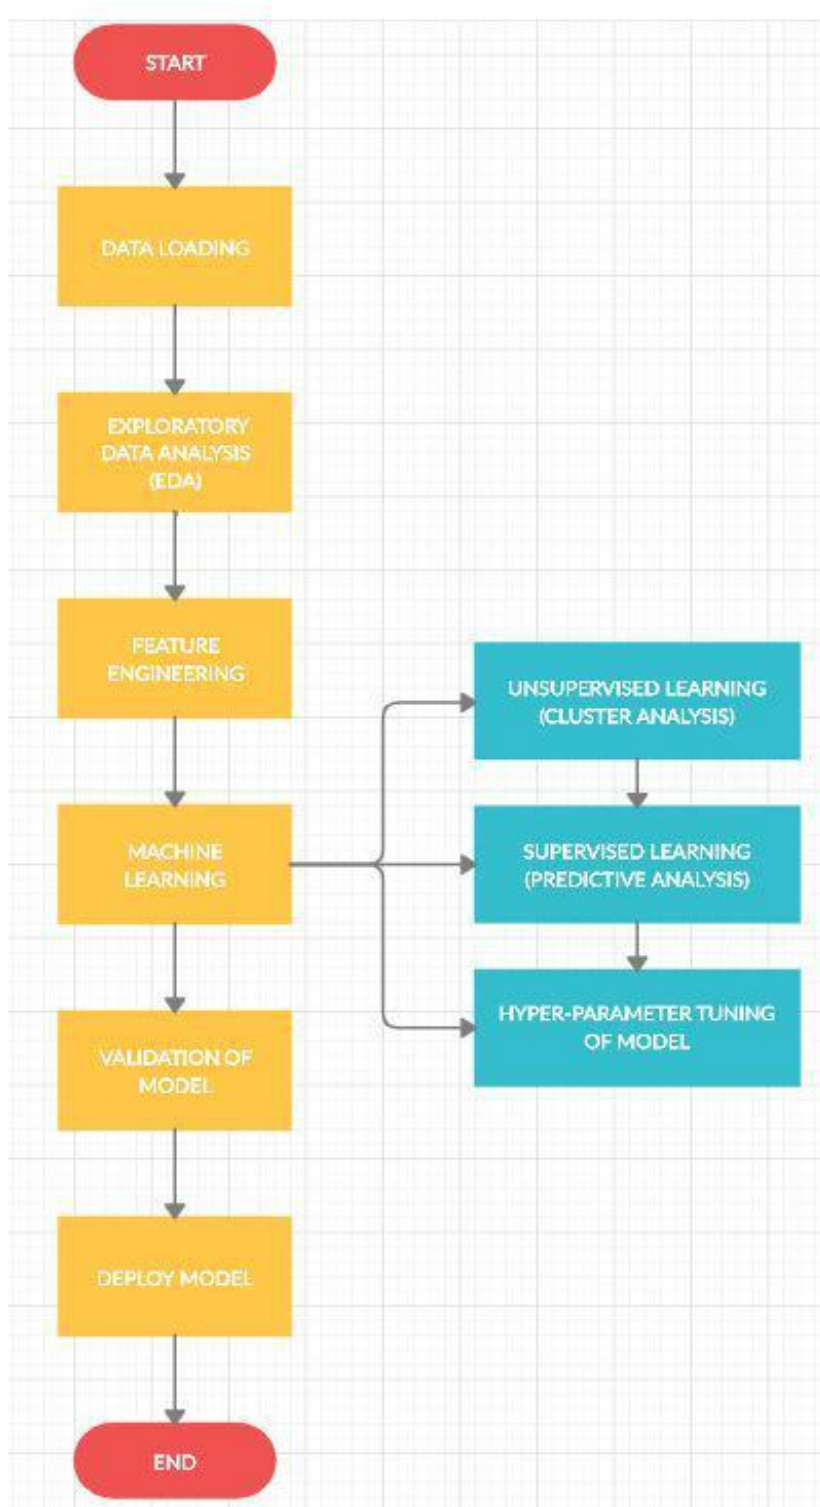 START
DATA LOADING
EXPLORATORY
DATA ANALYSIS
(EDA)
FEATURE
ENGINEERING
MACHINE
LEARNING
UNSUPERVISED LEARNING
(CLUSTER ANALYSIS)
SUPERVISED LEARNING
(PREDICTIVE ANALYSIS)
HYPER-PARAMETER TUNING
OF MODEL
VALIDATION OF
MODEL
DEPLOY MODEL
END